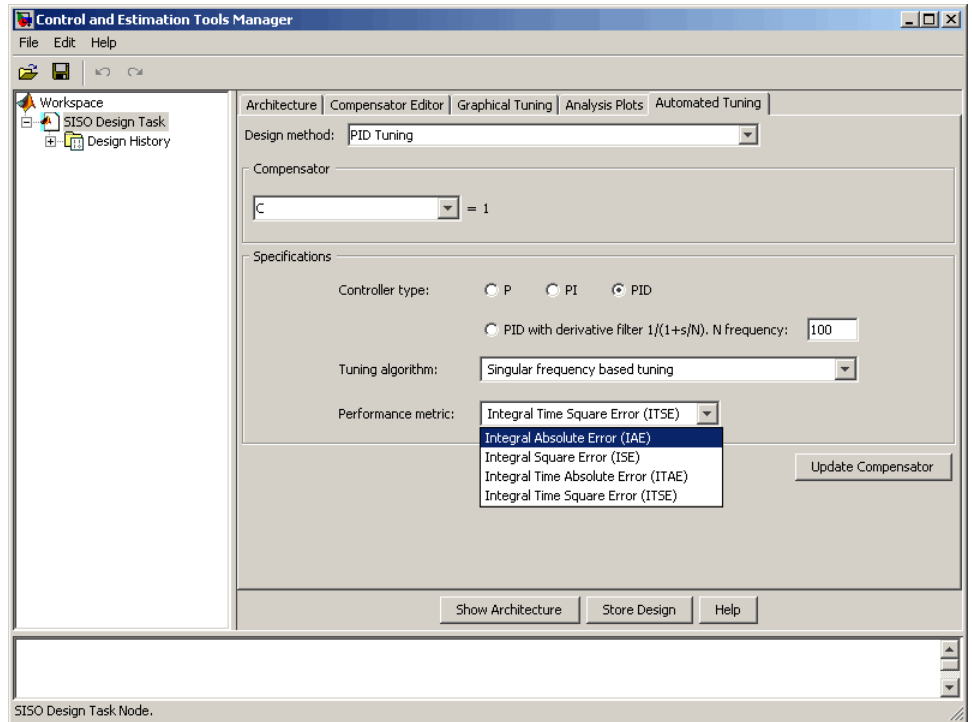 Control and Estimation Tools Manager
File Edit Help
Workspace
SISO Design Task
Design History
Architecture Compensator Editor Graphical Tuning Analysis Plots Automated Tuning
Design method: PID Tuning
Compensator
C = 1
Specifications
Controller type: P PI PID
PID with derivative filter 1/(1+s/N). N frequency: 100
Tuning algorithm: Singular frequency based tuning
Performance metric: Integral Time Square Error (ITSE)
Integral Absolute Error (IAE)
Integral Square Error (ISE)
Integral Time Absolute Error (ITAE)
Integral Time Square Error (ITSE)
Update Compensator
Show Architecture Store Design Help
SISO Design Task Node.